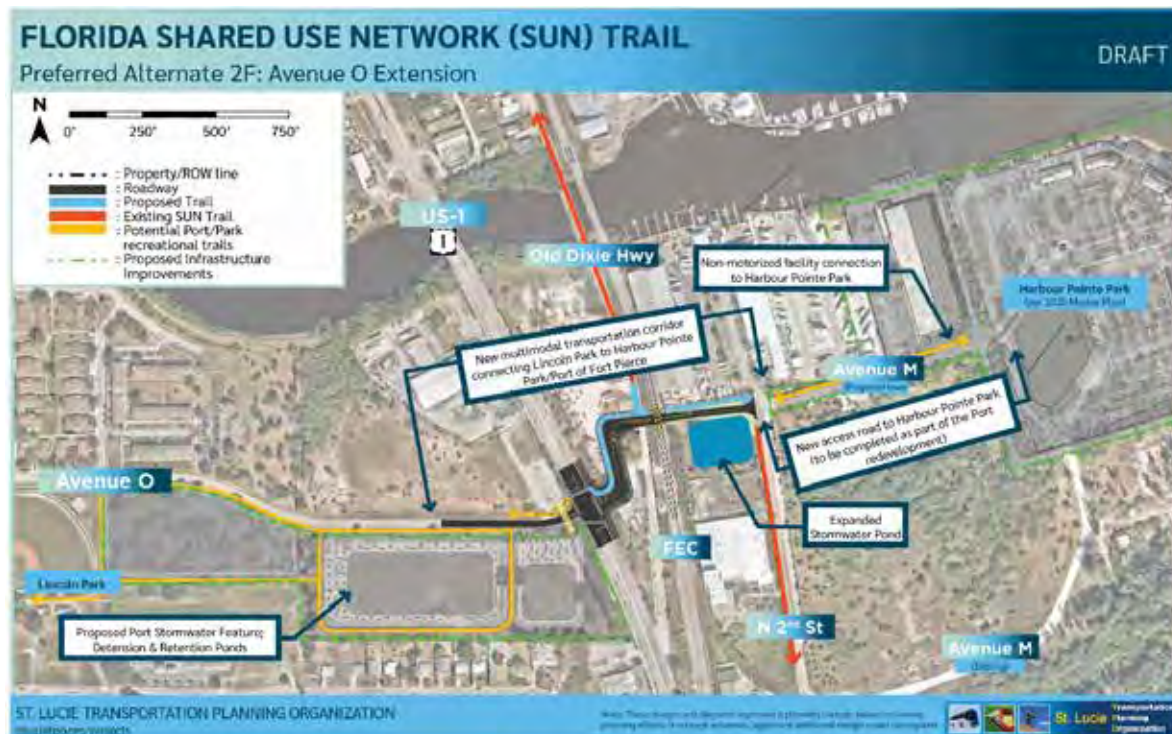 FLORIDA SHARED USE NETWORK (SUN) TRAIL
Preferred Alternate 2F: Avenue O Extension
DRAFT
N
0' 250' 500' 750'
: Property/ROW line
: Roadway
: Proposed Trail
: Existing SUN Trail
: Potential Port/Park
recreational trails
: Proposed Infrastructure
Improvements
US-1
1
Old Dixie Hwy
Non-motorized facility connection
to Harbour Pointe Park
Harbour Pointe Park
New multimodal transportation corridor
connecting Lincoln Park to Harbour Pointe
Park/Port of Fort Pierce
Avenue M
New access road to Harbour Pointe Park
(to be completed as part of the Port
redevelopment)
Avenue O
Expanded
Stormwater Pond
FEC
Lincoln Park
Proposed Port Stormwater Feature;
Detension & Retention Ponds
N 2nd St
Avenue M
ST. LUCIE TRANSPORTATION PLANNING ORGANIZATION
St. Lucie
Transportation
Planning
Organization